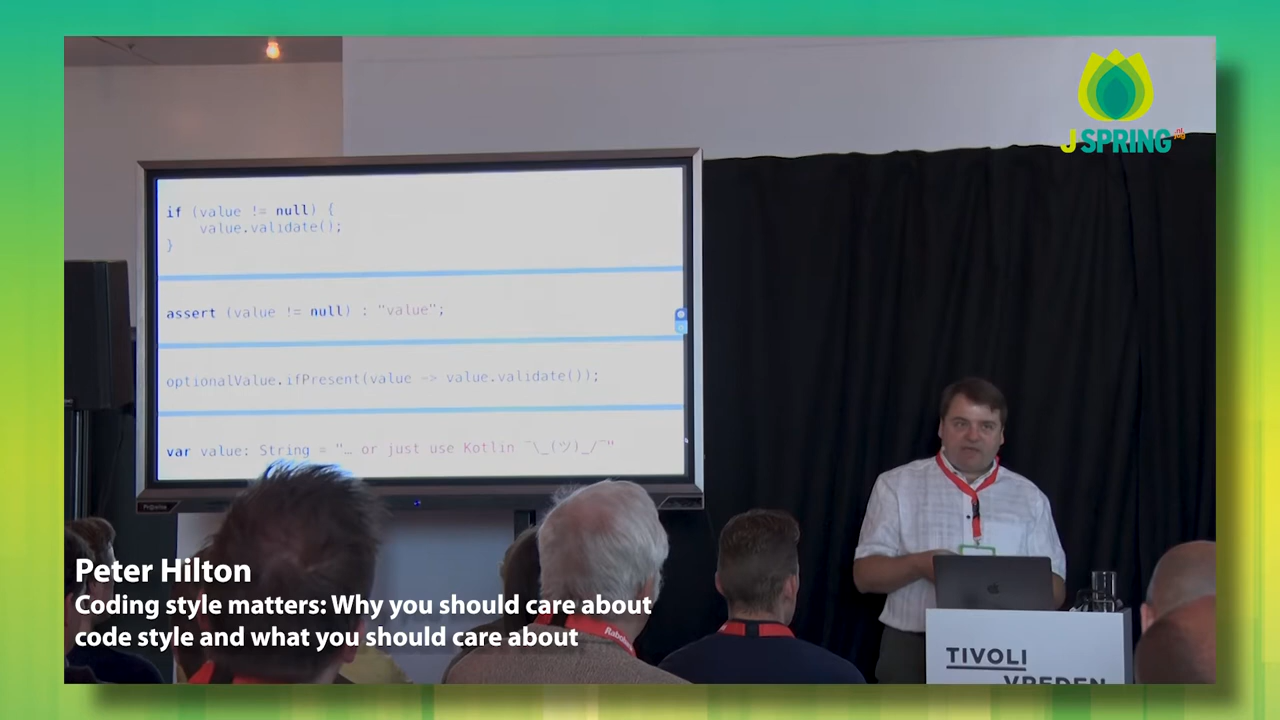 J SPRING
if (value != null) {
value.validate();
}
assert (value != null) : "value";
optionalValue.ifPresent(value -> value.validate());
var value: String = "… or just use Kotlin ¯\_(ツ)_/¯"
Peter Hilton
Coding style matters: Why you should care about
code style and what you should care about
TIVOLI
VREDEN